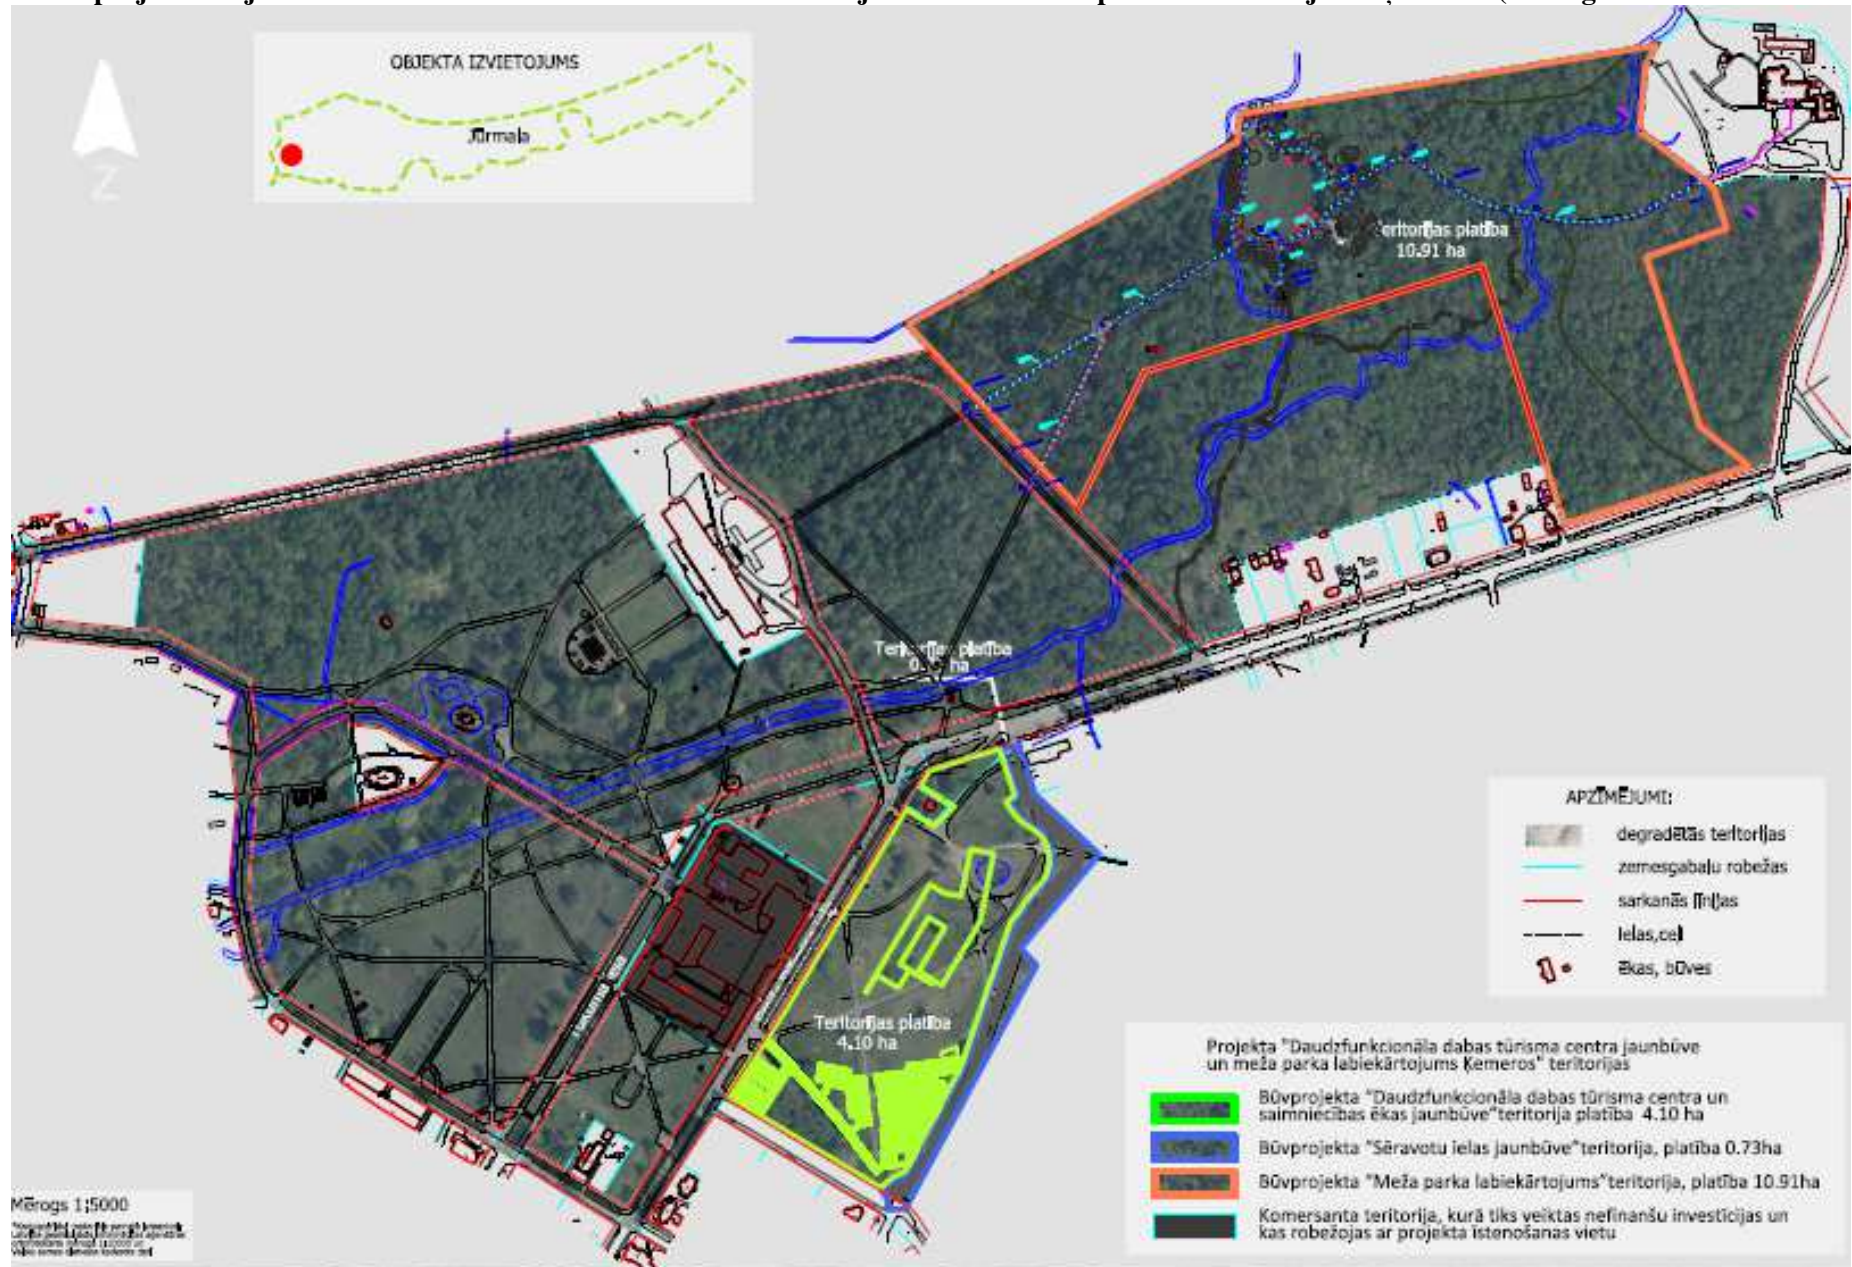 OBJEKTA IZVIETOJUMS
Jūrmala
Z
Teritorijas platība
10.91 ha
Teritorijas platība
ha
Teritorijas platība
4.10 ha
APZĪMĒJUMI:
degradētās teritorijas
zemesgabalu robežas
sarkanās līnijas
ielas,ceļi
ēkas, būves
Projekta "Daudzfunkcionāla dabas tūrisma centra jaunbūve
un meža parka labiekārtojums Ķemeros" teritorijas
Būvprojekta "Daudzfunkcionāla dabas tūrisma centra un
saimniecības ēkas jaunbūve"teritorija platība 4.10 ha
Būvprojekta "Sēravotu ielas jaunbūve"teritorija, platība 0.73ha
Būvprojekta "Meža parka labiekārtojums"teritorija, platība 10.91ha
Komersanta teritorija, kurā tiks veiktas nefinanšu investīcijas un
kas robežojas ar projekta īstenošanas vietu
Mērogs 1:5000